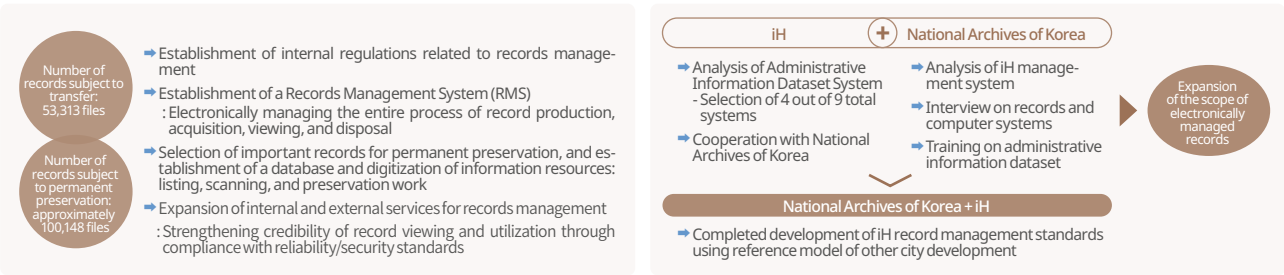 Number of
records subject to
transfer:
53,313 files
Number of
records subject
to permanent
preservation:
approximately
100,148 files
➡ Establishment of internal regulations related to records manage-
ment
➡ Establishment of a Records Management System (RMS)
: Electronically managing the entire process of record production,
acquisition, viewing, and disposal
➡ Selection of important records for permanent preservation, and es-
tablishment of a database and digitization of information resources:
listing, scanning, and preservation work
➡ Expansion of internal and external services for records management
: Strengthening credibility of record viewing and utilization through
compliance with reliability/security standards
iH + National Archives of Korea
➡ Analysis of Administrative
Information Dataset System
- Selection of 4 out of 9 total
systems
➡ Cooperation with National
Archives of Korea
➡ Analysis of iH manage-
ment system
➡ Interview on records and
computer systems
➡ Training on administrative
information dataset
Expansion
of the scope of
electronically
managed
records
National Archives of Korea + iH
➡ Completed development of iH record management standards
using reference model of other city development